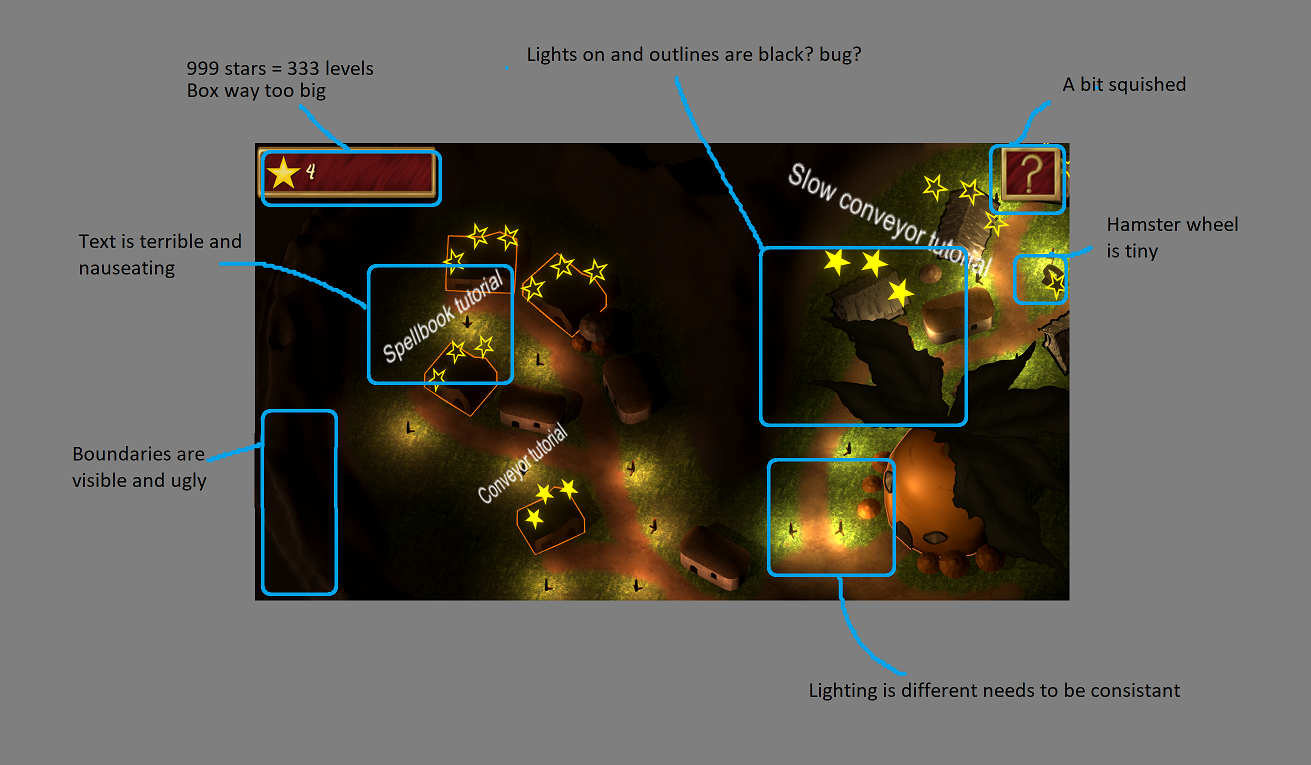 Lights on and outlines are black? bug?
999 stars = 333 levels
Box way too big
A bit squished
4
?
Slow conveyor tutorial
Hamster wheel
is tiny
Text is terrible and
nauseating
Spellbook tutorial
Conveyor tutorial
Boundaries are
visible and ugly
Lighting is different needs to be consistant